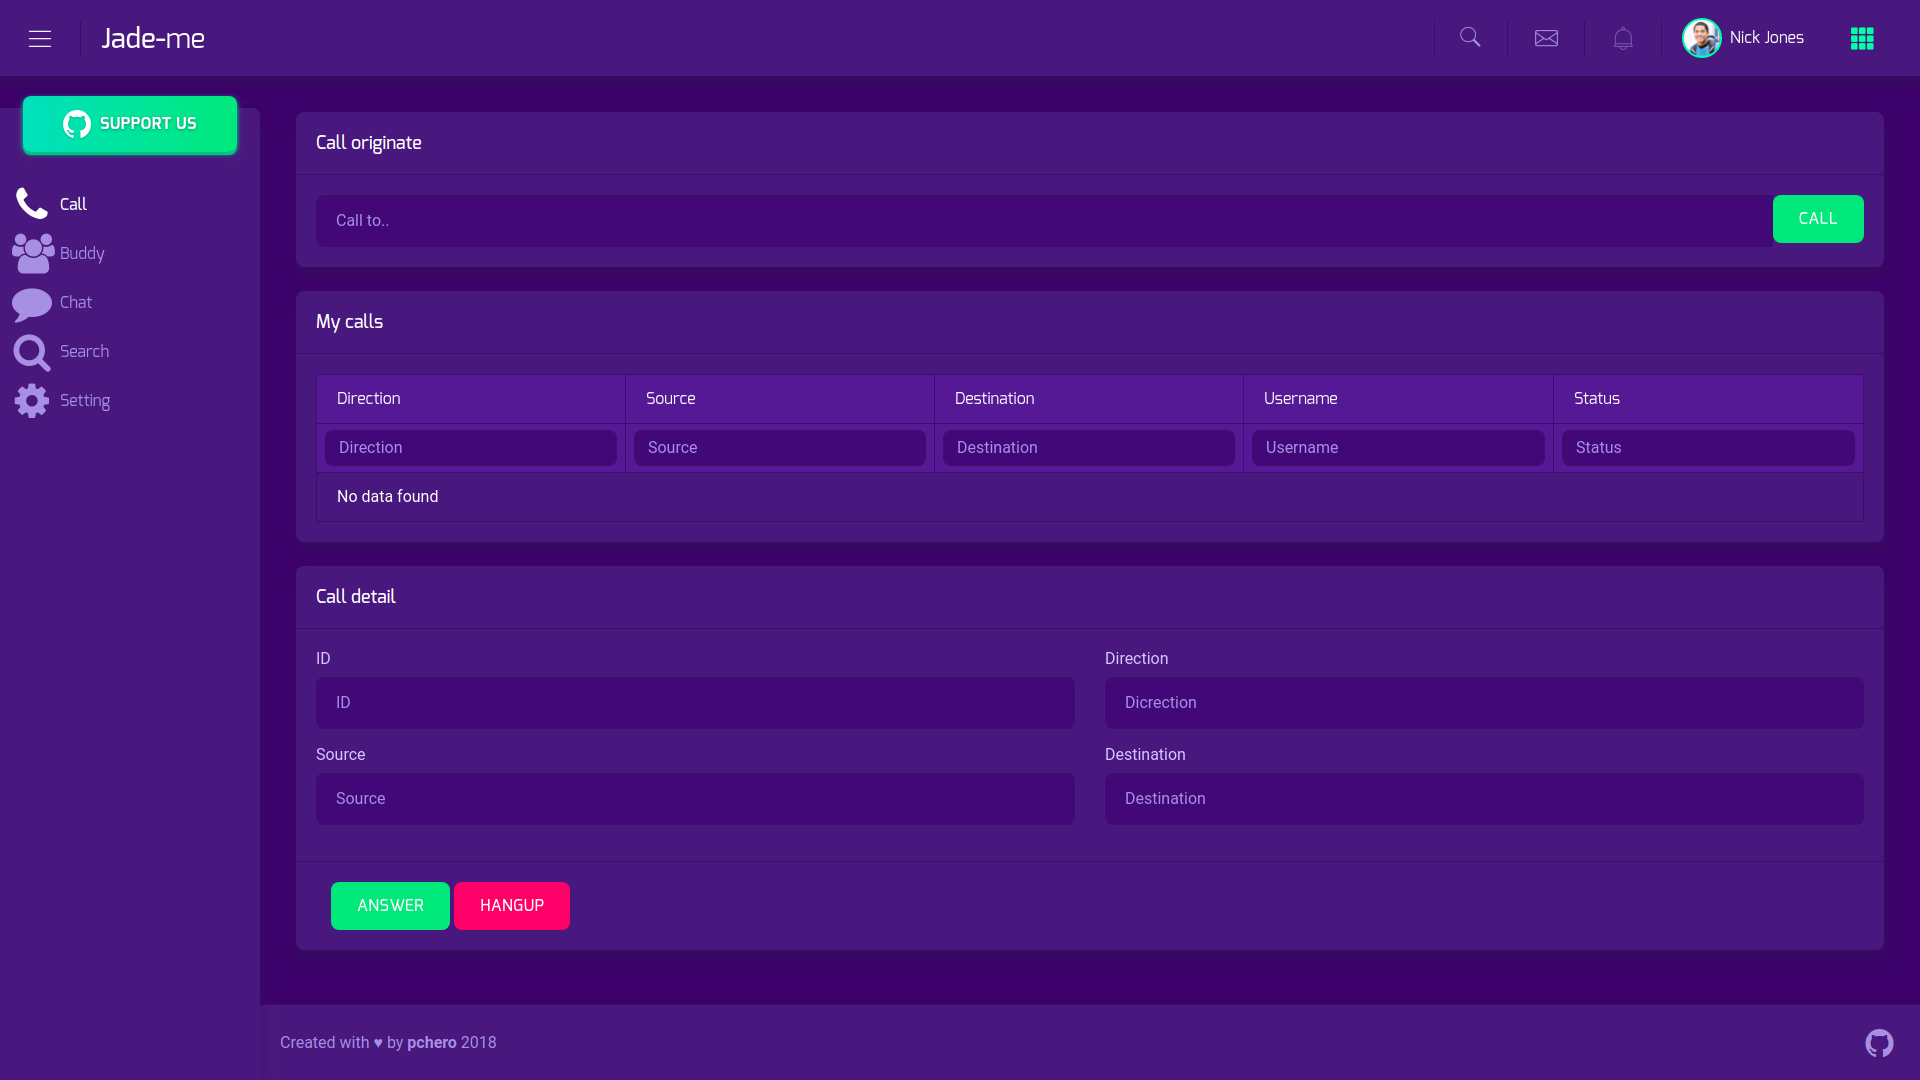 Jade-me
Nick Jones
SUPPORT US
Call
Buddy
Chat
Search
Setting
Call originate
Call to..
CALL
My calls
Direction Source Destination Username Status
Direction Source Destination Username Status
No data found
Call detail
ID Direction
ID Dicrection
Source Destination
Source Destination
ANSWER HANGUP
Created with ♥ by pchero 2018